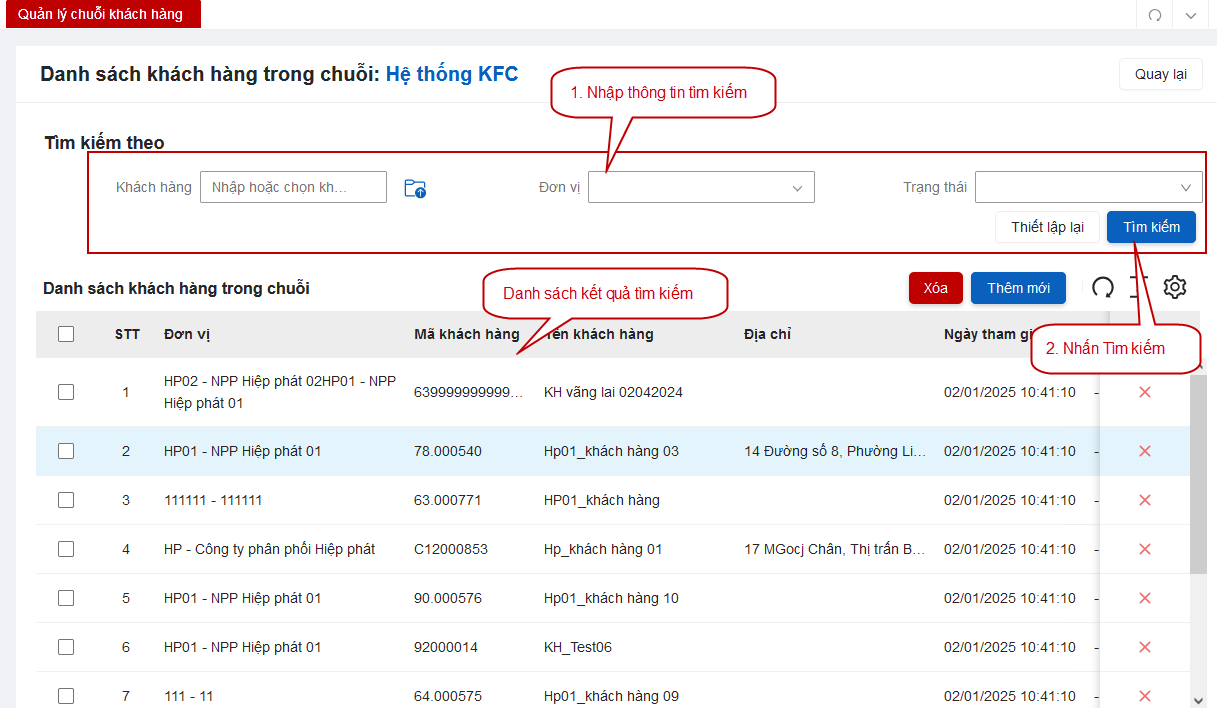 Quản lý chuỗi khách hàng
Danh sách khách hàng trong chuỗi: Hệ thống KFC
Quay lại
1. Nhập thông tin tìm kiếm
Tìm kiếm theo
Khách hàng Nhập hoặc chọn kh... Đơn vị Trạng thái
Thiết lập lại Tìm kiếm
Danh sách khách hàng trong chuỗi
Danh sách kết quả tìm kiếm
Xóa Thêm mới
STT Đơn vị Mã khách hàng Tên khách hàng Địa chỉ Ngày tham gi
2. Nhấn Tìm kiếm
1 HP02 - NPP Hiệp phát 02HP01 - NPP Hiệp phát 01 639999999999... KH vãng lai 02042024 02/01/2025 10:41:10 -
2 HP01 - NPP Hiệp phát 01 78.000540 Hp01_khách hàng 03 14 Đường số 8, Phường Li... 02/01/2025 10:41:10 -
3 111111 - 111111 63.000771 HP01_khách hàng 02/01/2025 10:41:10 -
4 HP - Công ty phân phối Hiệp phát C12000853 Hp_khách hàng 01 17 MGocj Chân, Thị trấn B... 02/01/2025 10:41:10 -
5 HP01 - NPP Hiệp phát 01 90.000576 Hp01_khách hàng 10 02/01/2025 10:41:10 -
6 HP01 - NPP Hiệp phát 01 92000014 KH_Test06 02/01/2025 10:41:10 -
7 111 - 11 64.000575 Hp01_khách hàng 09 02/01/2025 10:41:10 -